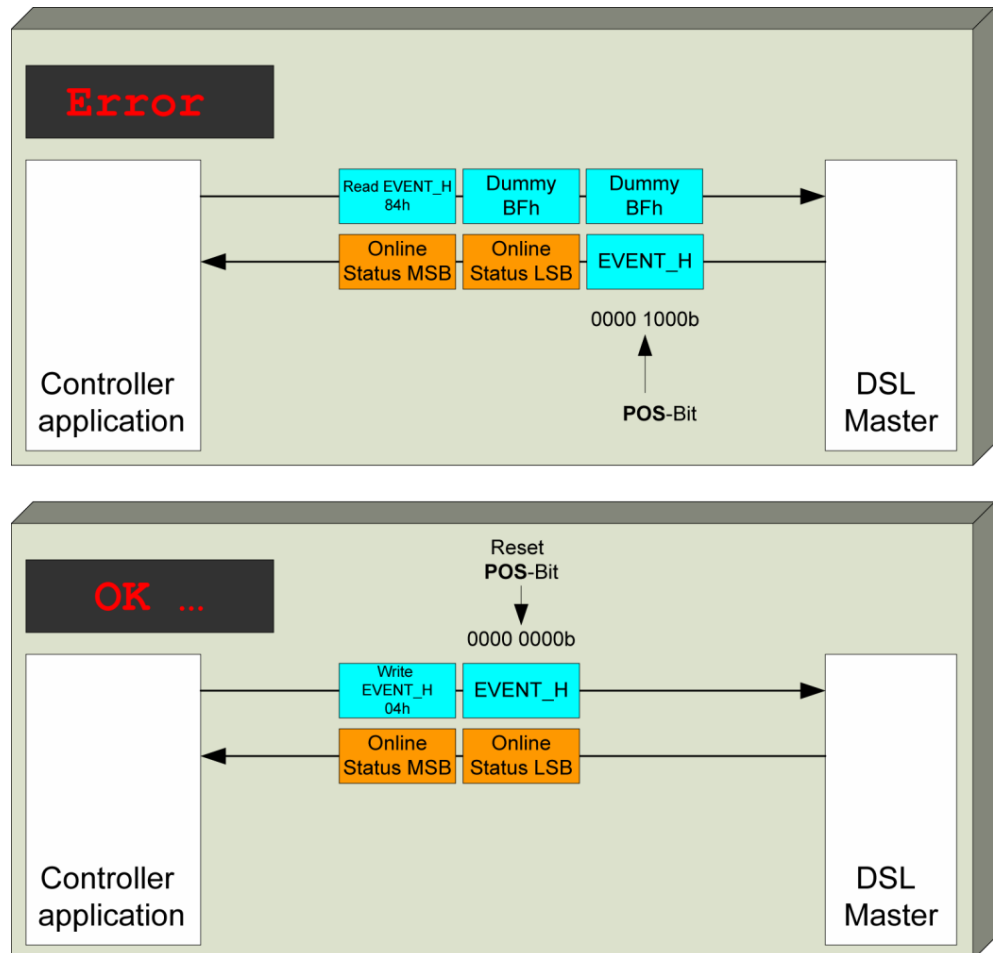 Error
Read EVENT_H
84h
Dummy
BFh
Dummy
BFh
Online
Status MSB
Online
Status LSB
EVENT_H
0000 1000b
POS-Bit
Controller
application
DSL
Master
Reset
POS-Bit
OK ...
0000 0000b
Write
EVENT_H
04h
EVENT_H
Online
Status MSB
Online
Status LSB
Controller
application
DSL
Master